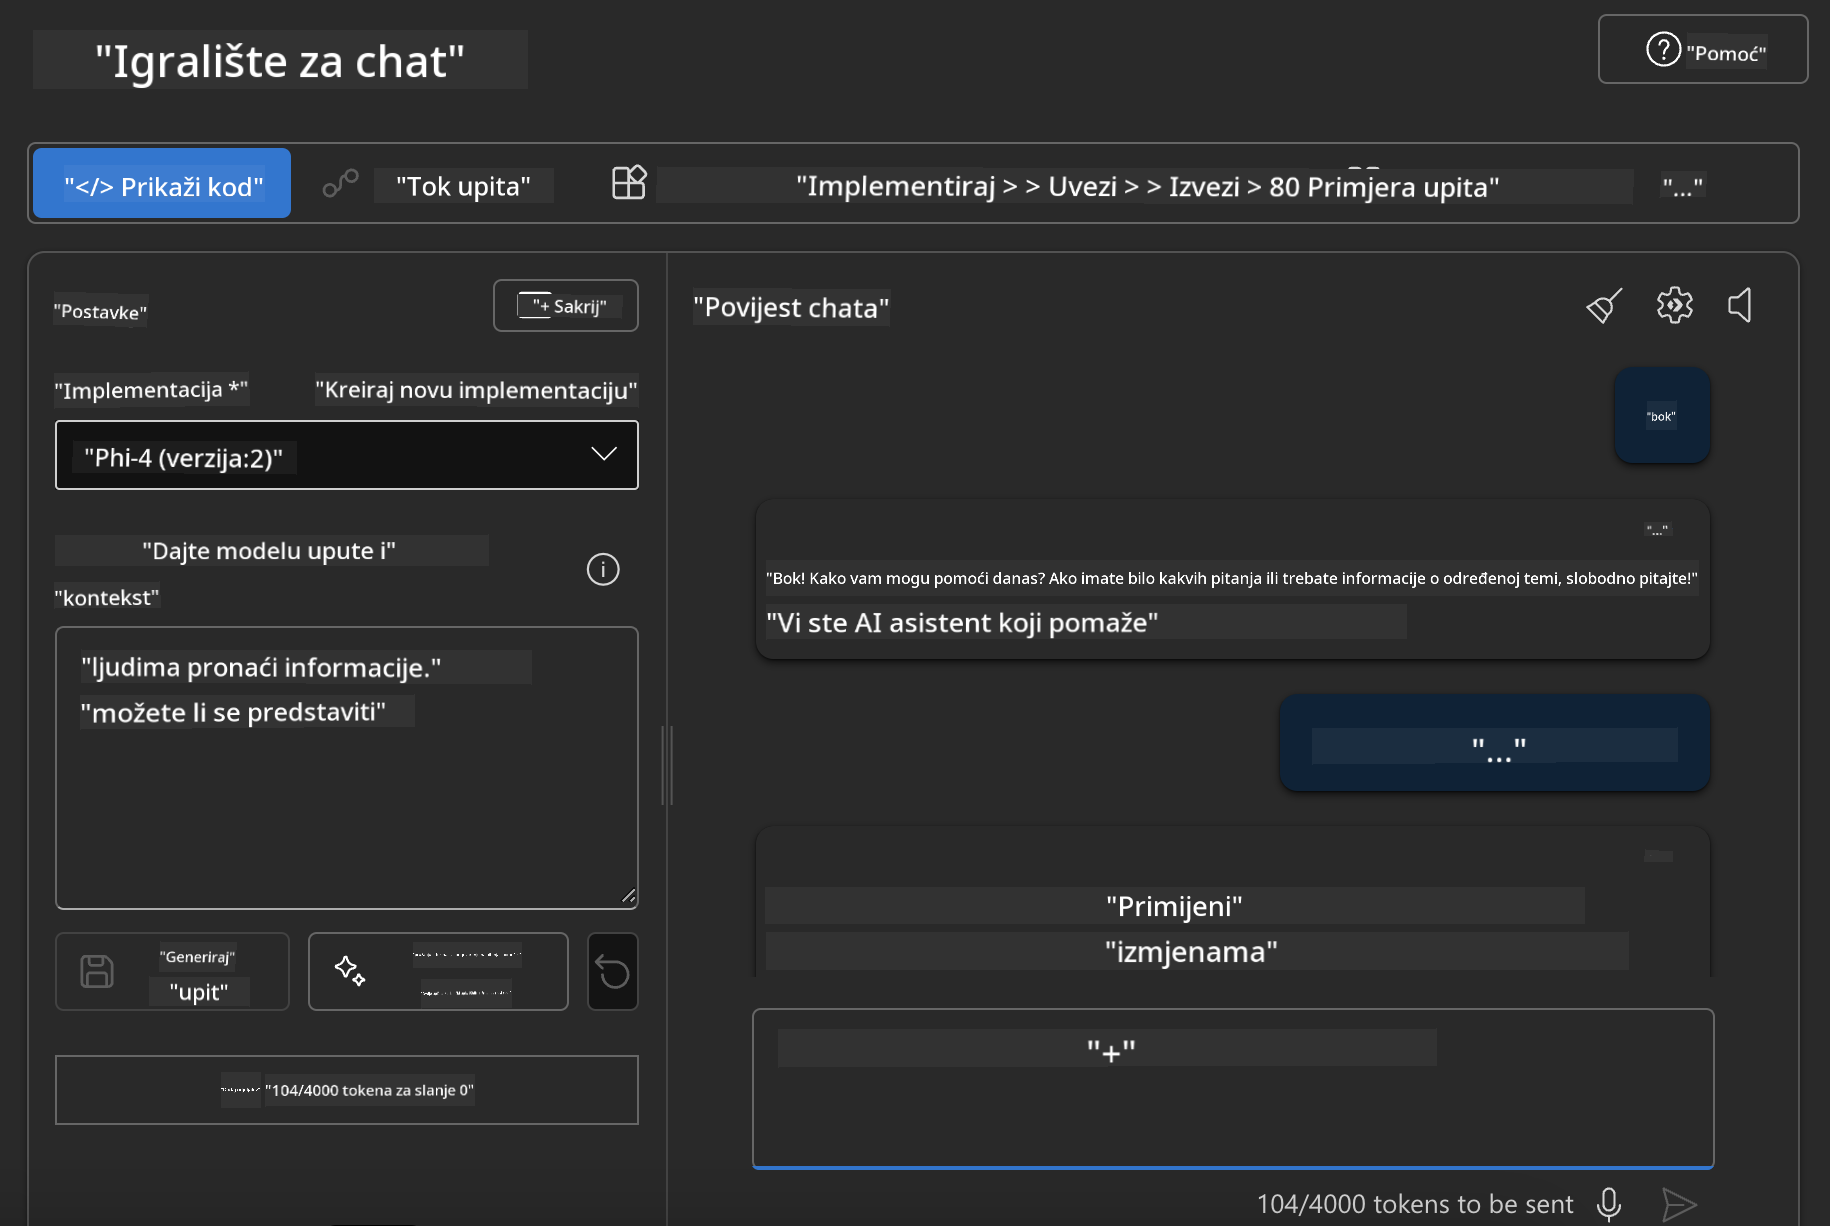 "Igralište za chat"
"Pomoć"
"</> Prikaži kod"
"Tok upita"
"Implementiraj > > Uvezi > > Izvezi > 80 Primjera upita"
"..."
"Postavke"
"+ Sakrij"
"Implementacija *"
"Kreiraj novu implementaciju"
"Phi-4 (verzija:2)"
"Dajte modelu upute i"
"kontekst"
"ljudima pronaći informacije."
"možete li se predstaviti"
"Generiraj"
"upit"
"104/4000 tokena za slanje 0"
"Povijest chata"
"bok"
"..."
"Bok! Kako vam mogu pomoći danas? Ako imate bilo kakvih pitanja ili trebate informacije o određenoj temi, slobodno pitajte!"
"Vi ste AI asistent koji pomaže"
"..."
"Primijeni"
"izmjenama"
"+"
104/4000 tokens to be sent